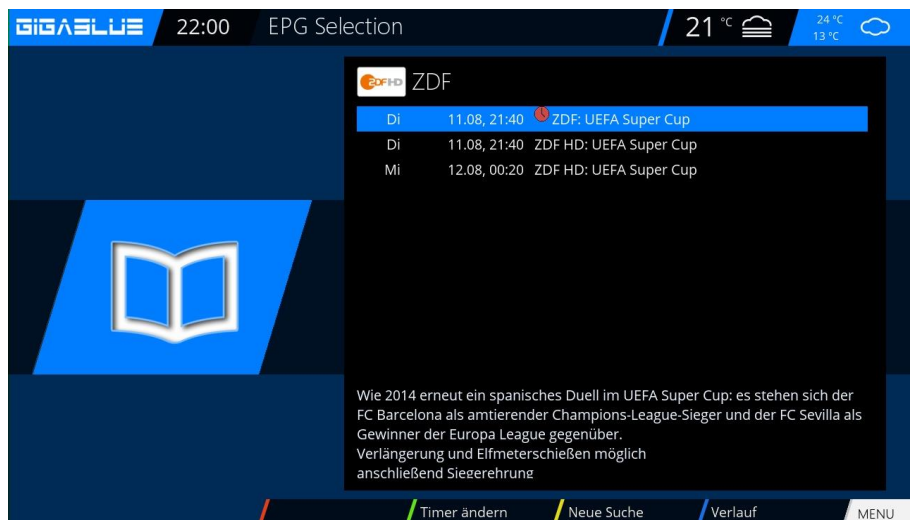 GIGABLUE
22:00
EPG Selection
21 °C
24 °C
13 °C
ZDF HD
ZDF
Di 11.08, 21:40 ZDF: UEFA Super Cup
Di 11.08, 21:40 ZDF HD: UEFA Super Cup
Mi 12.08, 00:20 ZDF HD: UEFA Super Cup
Wie 2014 erneut ein spanisches Duell im UEFA Super Cup: es stehen sich der
FC Barcelona als amtierender Champions-League-Sieger und der FC Sevilla als
Gewinner der Europa League gegenüber.
Verlängerung und Elfmeterschießen möglich
anschließend Siegerehrung
Timer ändern
Neue Suche
Verlauf
MENU